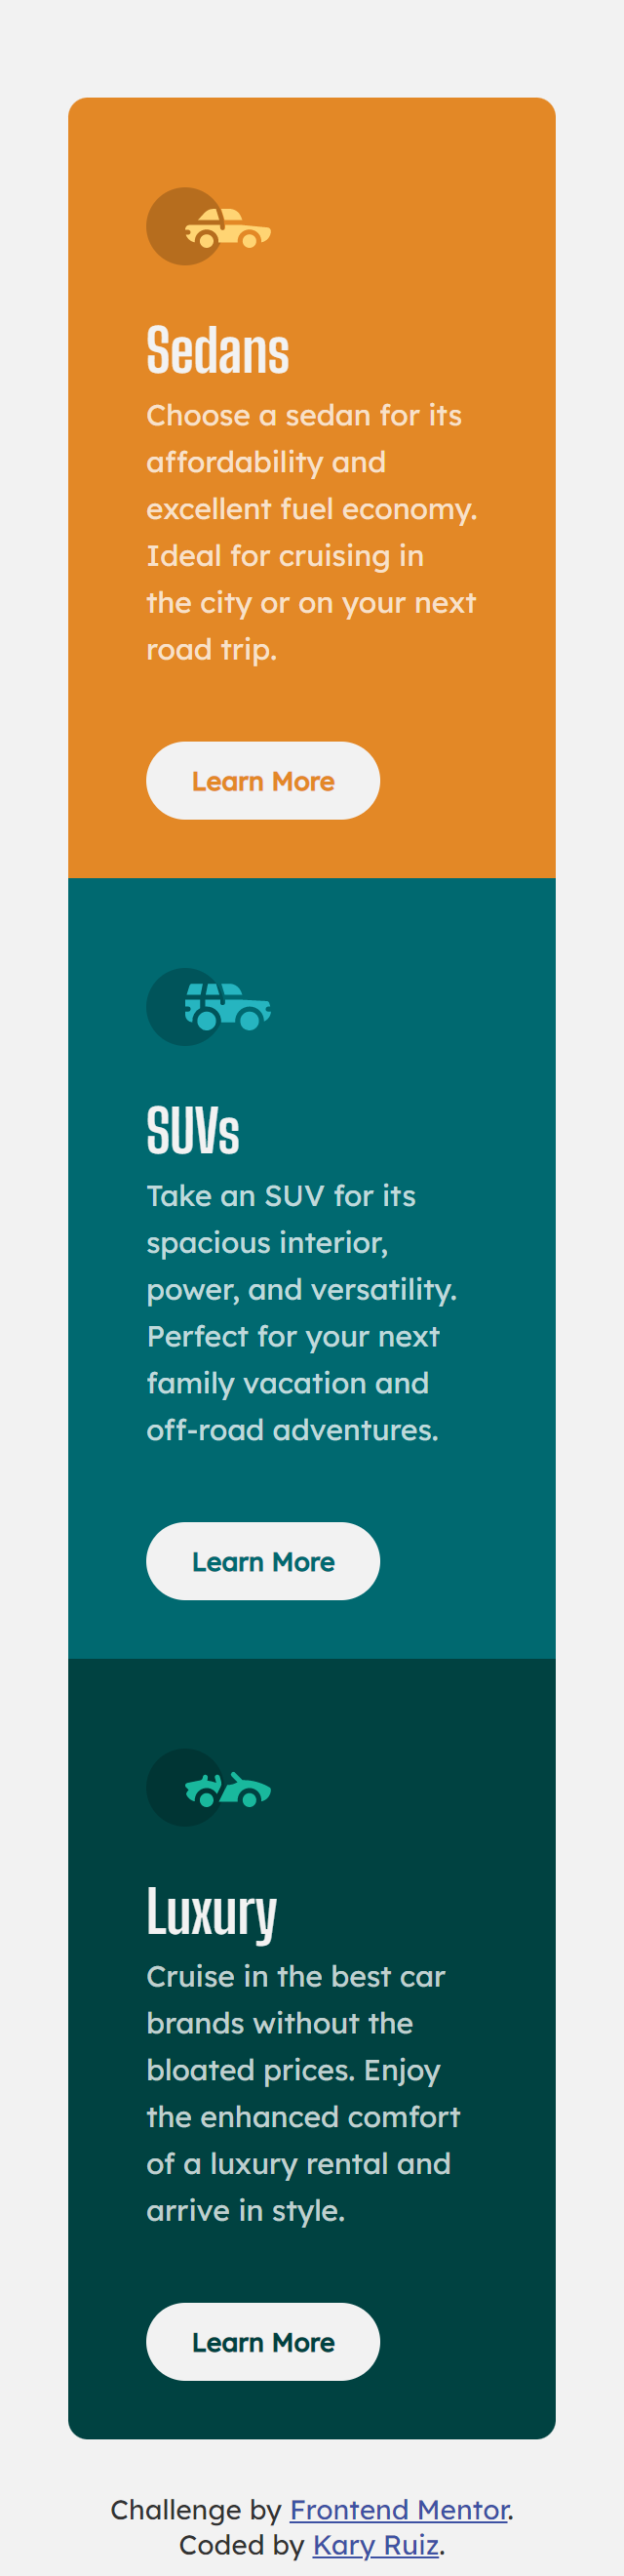 Sedans
Choose a sedan for its
affordability and
excellent fuel economy.
Ideal for cruising in
the city or on your next
road trip.
Learn More
SUVs
Take an SUV for its
spacious interior,
power, and versatility.
Perfect for your next
family vacation and
off-road adventures.
Learn More
Luxury
Cruise in the best car
brands without the
bloated prices. Enjoy
the enhanced comfort
of a luxury rental and
arrive in style.
Learn More
Challenge by Frontend Mentor.
Coded by Kary Ruiz.